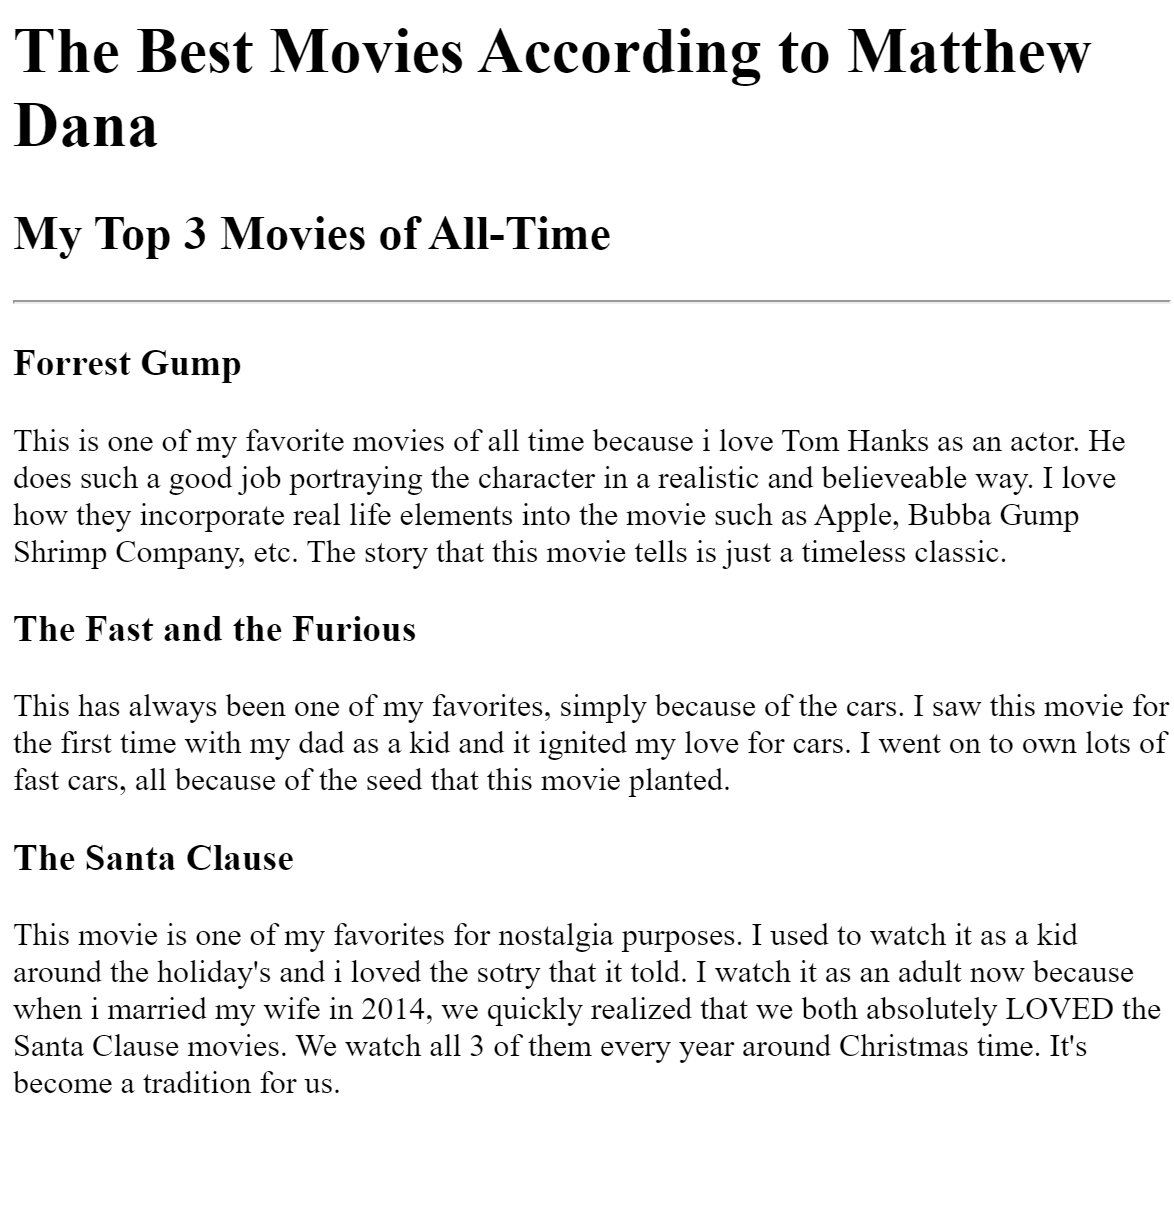 The Best Movies According to Matthew
Dana
My Top 3 Movies of All-Time
Forrest Gump
This is one of my favorite movies of all time because i love Tom Hanks as an actor. He
does such a good job portraying the character in a realistic and believeable way. I love
how they incorporate real life elements into the movie such as Apple, Bubba Gump
Shrimp Company, etc. The story that this movie tells is just a timeless classic.
The Fast and the Furious
This has always been one of my favorites, simply because of the cars. I saw this movie for
the first time with my dad as a kid and it ignited my love for cars. I went on to own lots of
fast cars, all because of the seed that this movie planted.
The Santa Clause
This movie is one of my favorites for nostalgia purposes. I used to watch it as a kid
around the holiday's and i loved the sotry that it told. I watch it as an adult now because
when i married my wife in 2014, we quickly realized that we both absolutely LOVED the
Santa Clause movies. We watch all 3 of them every year around Christmas time. It's
become a tradition for us.